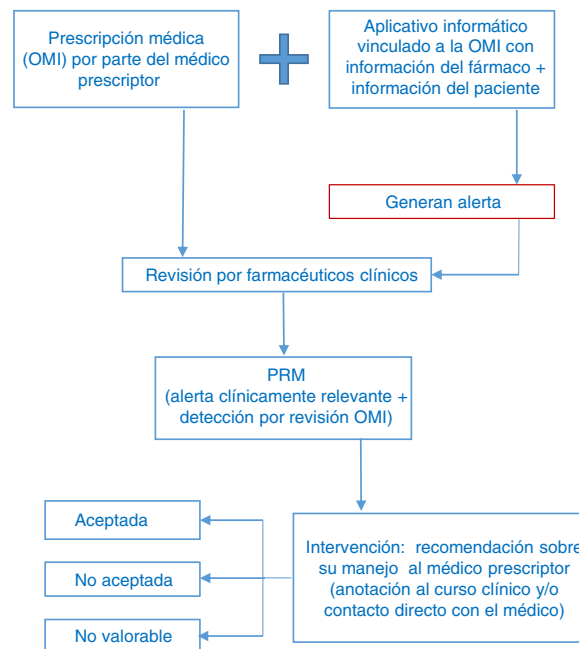 Prescripción médica
(OMI) por parte del médico
prescriptor
Aplicativo informático
vinculado a la OMI con
información del fármaco +
información del paciente
Generan alerta
Revisión por farmacéuticos clínicos
PRM
(alerta clínicamente relevante +
detección por revisión OMI)
Aceptada
No aceptada
No valorable
Intervención: recomendación sobre
su manejo al médico prescriptor
(anotación al curso clínico y/o
contacto directo con el médico)